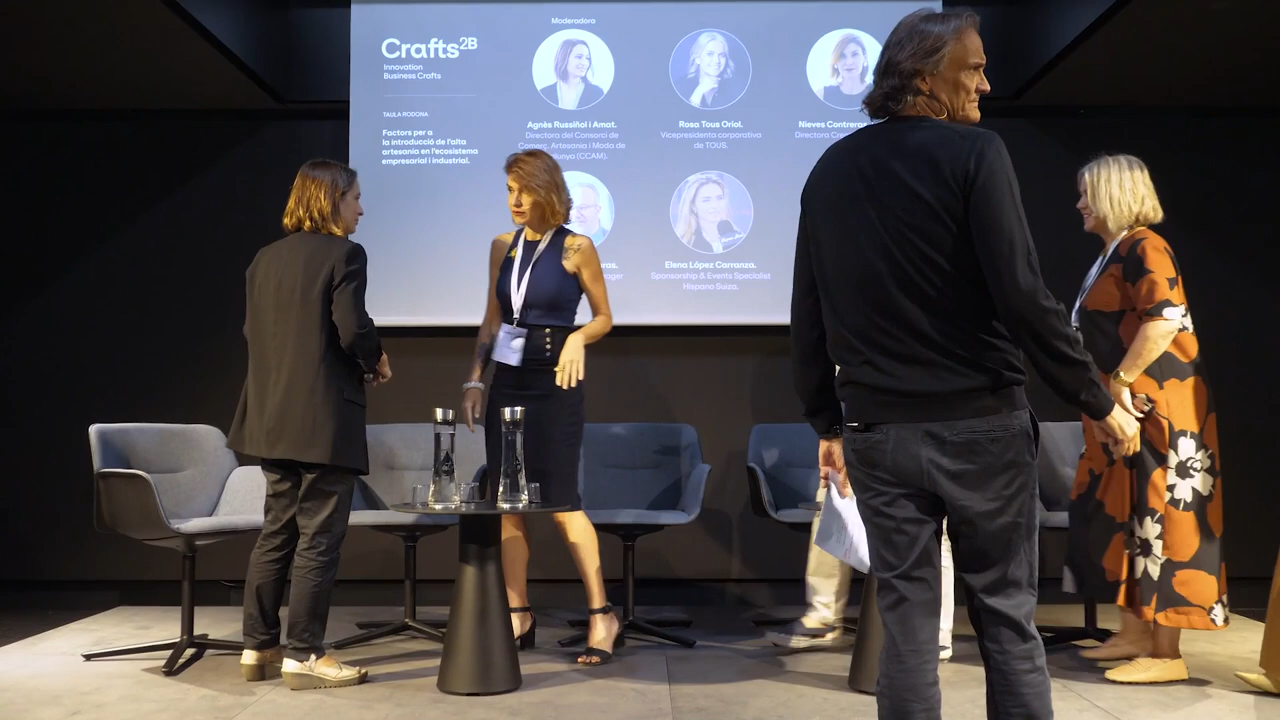 Crafts2B
Innovation
Business Crafts
TAULA RODONA
Factors per a
la introducció de l'alta
artesania en l'ecosistema
empresarial i industrial.
Moderadora
Agnès Russiñol i Amat.
Directora del Consorci de
Comerç, Artesania i Moda de
(CCAM).
Rosa Tous Oriol.
Vicepresidenta corporativa
de TOUS.
Nieves Contreras
Directora
Elena López Carranza.
Sponsorship & Events Specialist
Hispano Suiza.